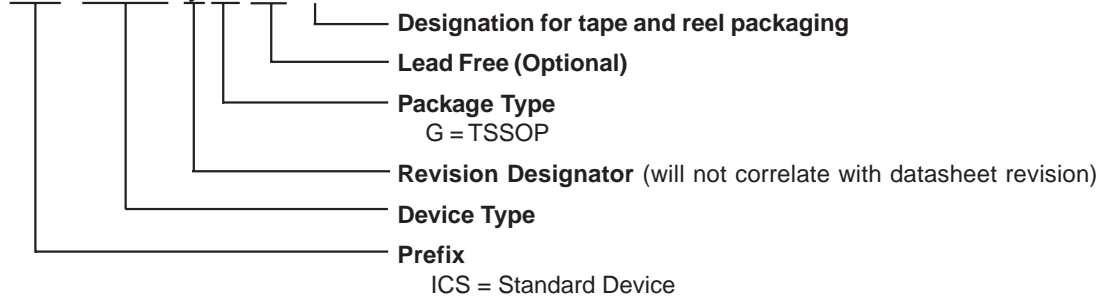 Designation for tape and reel packaging
Lead Free (Optional)
Package Type
G = TSSOP
Revision Designator (will not correlate with datasheet revision)
Device Type
Prefix
ICS = Standard Device